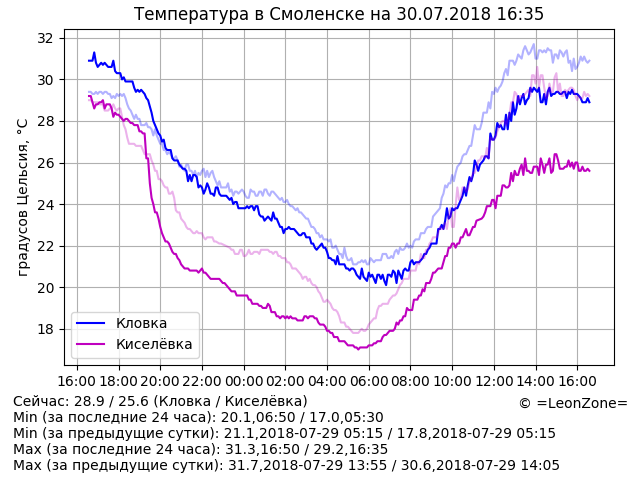 Температура в Смоленске на 30.07.2018 16:35
градусов Цельсия, °C
32
30
28
26
24
22
20
18
Кловка
Киселёвка
16:00 18:00 20:00 22:00 00:00 02:00 04:00 06:00 08:00 10:00 12:00 14:00 16:00
Сейчас: 28.9 / 25.6 (Кловка / Киселёвка)
© =LeonZone=
Min (за последние 24 часа): 20.1,06:50 / 17.0,05:30
Min (за предыдущие сутки): 21.1,2018-07-29 05:15 / 17.8,2018-07-29 05:15
Max (за последние 24 часа): 31.3,16:50 / 29.2,16:35
Max (за предыдущие сутки): 31.7,2018-07-29 13:55 / 30.6,2018-07-29 14:05